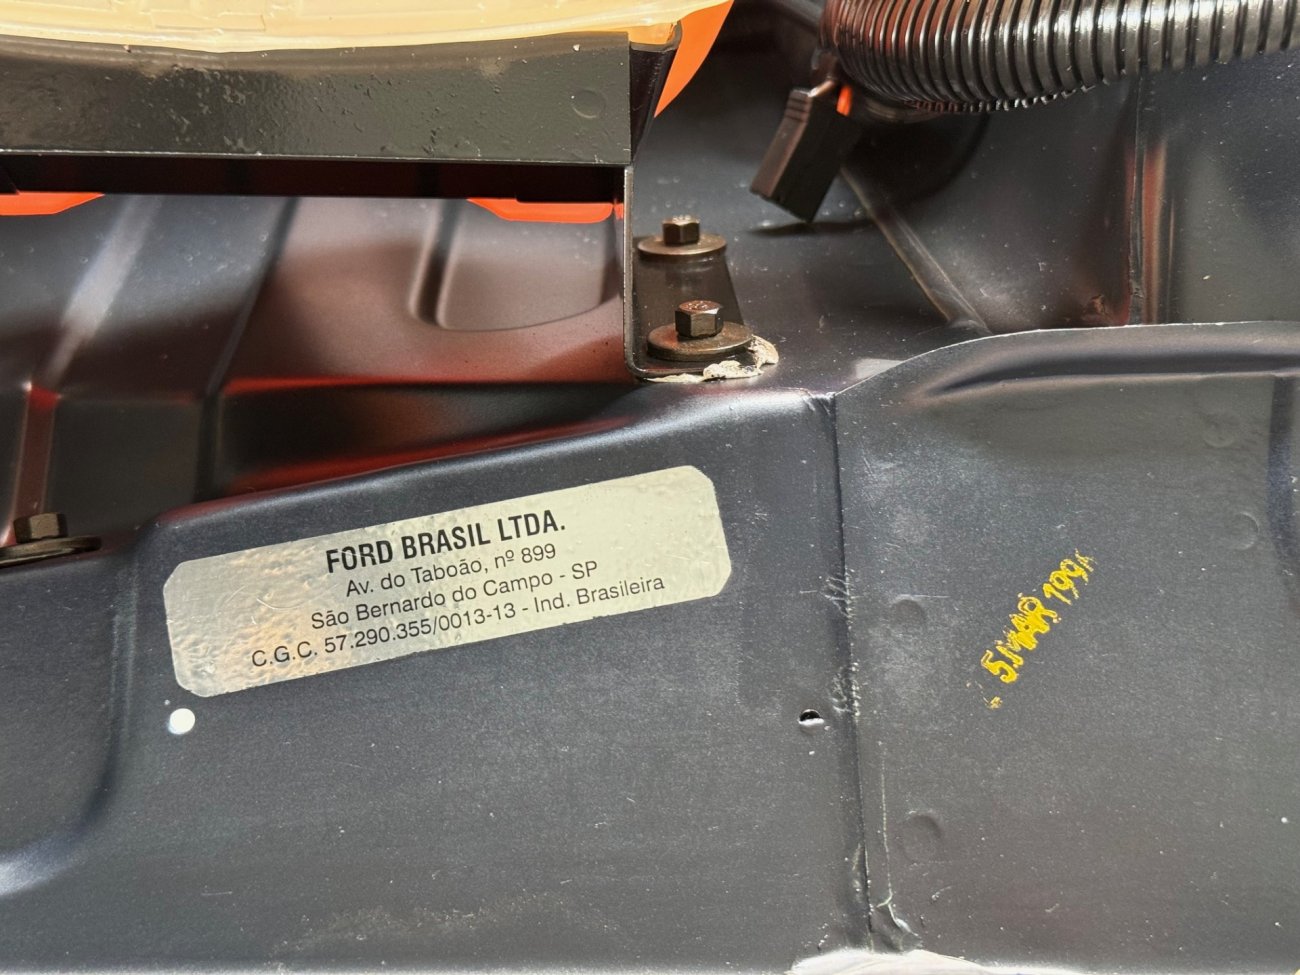 FORD BRASIL LTDA.
Av. do Taboão, nº 899
São Bernardo do Campo - SP
C.G.C. 57.290.355/0013-13 - Ind. Brasileira
5 MAR